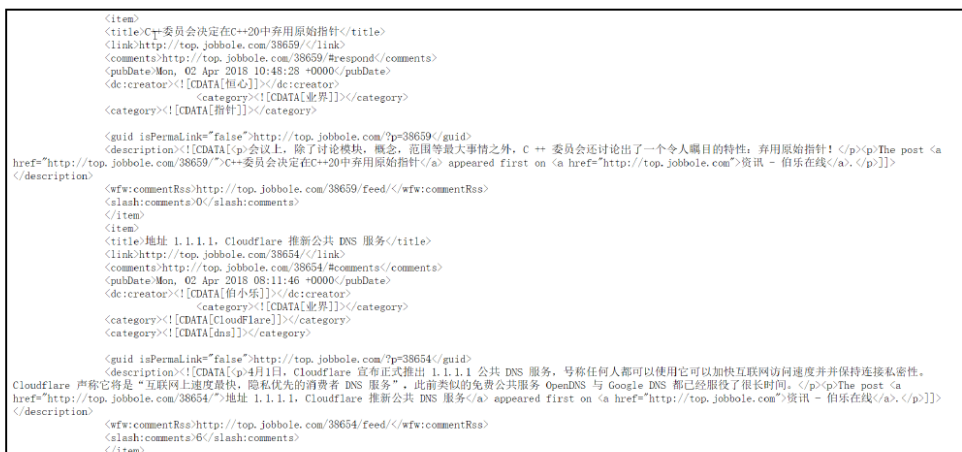 <item>
<title>C++委员会决定在C++20中弃用原始指针</title>
<link>http://top.jobbole.com/38659/</link>
<comments>http://top.jobbole.com/38659/#respond</comments>
<pubDate>Mon, 02 Apr 2018 10:48:28 +0000</pubDate>
<dc:creator><![CDATA[恒心]]></dc:creator>
<category><![CDATA[业界]]></category>
<category><![CDATA[指针]]></category>
<guid isPermaLink="false">http://top.jobbole.com/?p=38659</guid>
<description><![CDATA[<p>会议上，除了讨论模块，概念，范围等最大事情之外，C ++ 委员会还讨论出了一个令人瞩目的特性：弃用原始指针！</p><p>The post <a
href="http://top.jobbole.com/38659/">C++委员会决定在C++20中弃用原始指针</a> appeared first on <a href="http://top.jobbole.com">资讯 - 伯乐在线</a>.</p>]]>
</description>
<wfw:commentRss>http://top.jobbole.com/38659/feed/</wfw:commentRss>
<slash:comments>0</slash:comments>
</item>
<item>
<title>地址 1.1.1.1，Cloudflare 推新公共 DNS 服务</title>
<link>http://top.jobbole.com/38654/</link>
<comments>http://top.jobbole.com/38654/#comments</comments>
<pubDate>Mon, 02 Apr 2018 08:11:46 +0000</pubDate>
<dc:creator><![CDATA[伯小乐]]></dc:creator>
<category><![CDATA[业界]]></category>
<category><![CDATA[CloudFlare]]></category>
<category><![CDATA[dns]]></category>
<guid isPermaLink="false">http://top.jobbole.com/?p=38654</guid>
<description><![CDATA[<p>4月1日，Cloudflare 宣布正式推出 1.1.1.1 公共 DNS 服务，号称任何人都可以使用它可以加快互联网访问速度并并保持连接私密性。
Cloudflare 声称它将是“互联网上速度最快，隐私优先的消费者 DNS 服务”，此前类似的免费公共服务 OpenDNS 与 Google DNS 都已经服役了很长时间。</p><p>The post <a
href="http://top.jobbole.com/38654/">地址 1.1.1.1，Cloudflare 推新公共 DNS 服务</a> appeared first on <a href="http://top.jobbole.com">资讯 - 伯乐在线</a>.</p>]]>
</description>
<wfw:commentRss>http://top.jobbole.com/38654/feed/</wfw:commentRss>
<slash:comments>6</slash:comments>
</item>